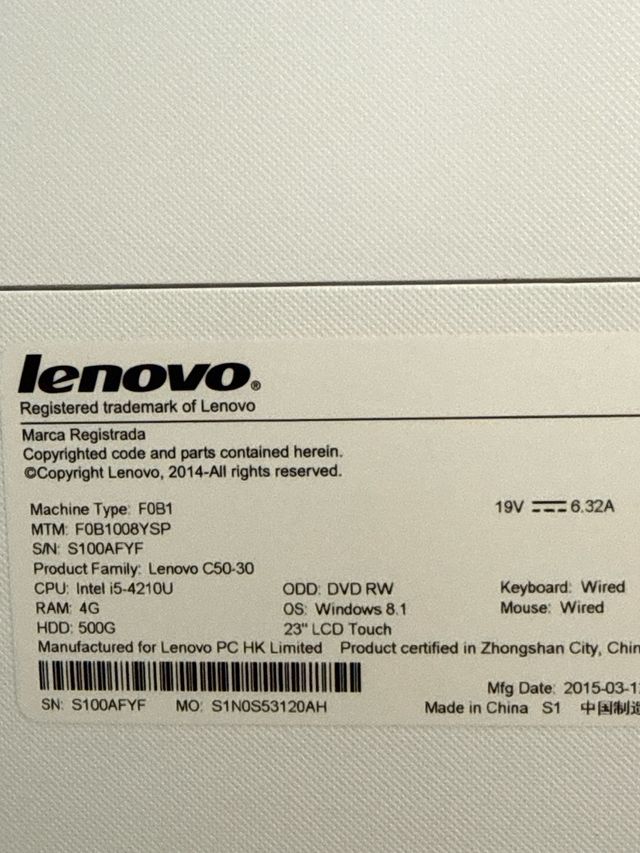 lenovo®
Registered trademark of Lenovo
Marca Registrada
Copyrighted code and parts contained herein.
©Copyright Lenovo, 2014-All rights reserved.
Machine Type: F0B1
19V 6.32A
MTM: F0B1008YSP
S/N: S100AFYF
Product Family: Lenovo C50-30
CPU: Intel i5-4210U ODD: DVD RW Keyboard: Wired
RAM: 4G OS: Windows 8.1 Mouse: Wired
HDD: 500G 23" LCD Touch
Manufactured for Lenovo PC HK Limited Product certified in Zhongshan City,
Mfg Date: 2015-03-1
SN: S100AFYF MO: S1N0S53120AH Made in China S1 中国制造